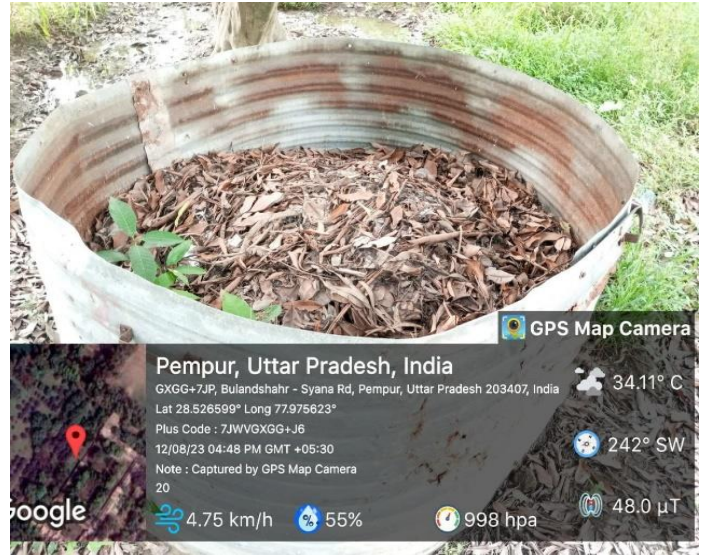 GPS Map Camera
Pempur, Uttar Pradesh, India
GXGG+7JP, Bulandshahr - Syana Rd, Pempur, Uttar Pradesh 203407, India
Lat 28.526599° Long 77.975623°
Plus Code : 7JWVGXGG+J6
12/08/23 04:48 PM GMT +05:30
Note : Captured by GPS Map Camera
20
34.11° C
242° SW
48.0 µT
Google
4.75 km/h
55%
998 hpa